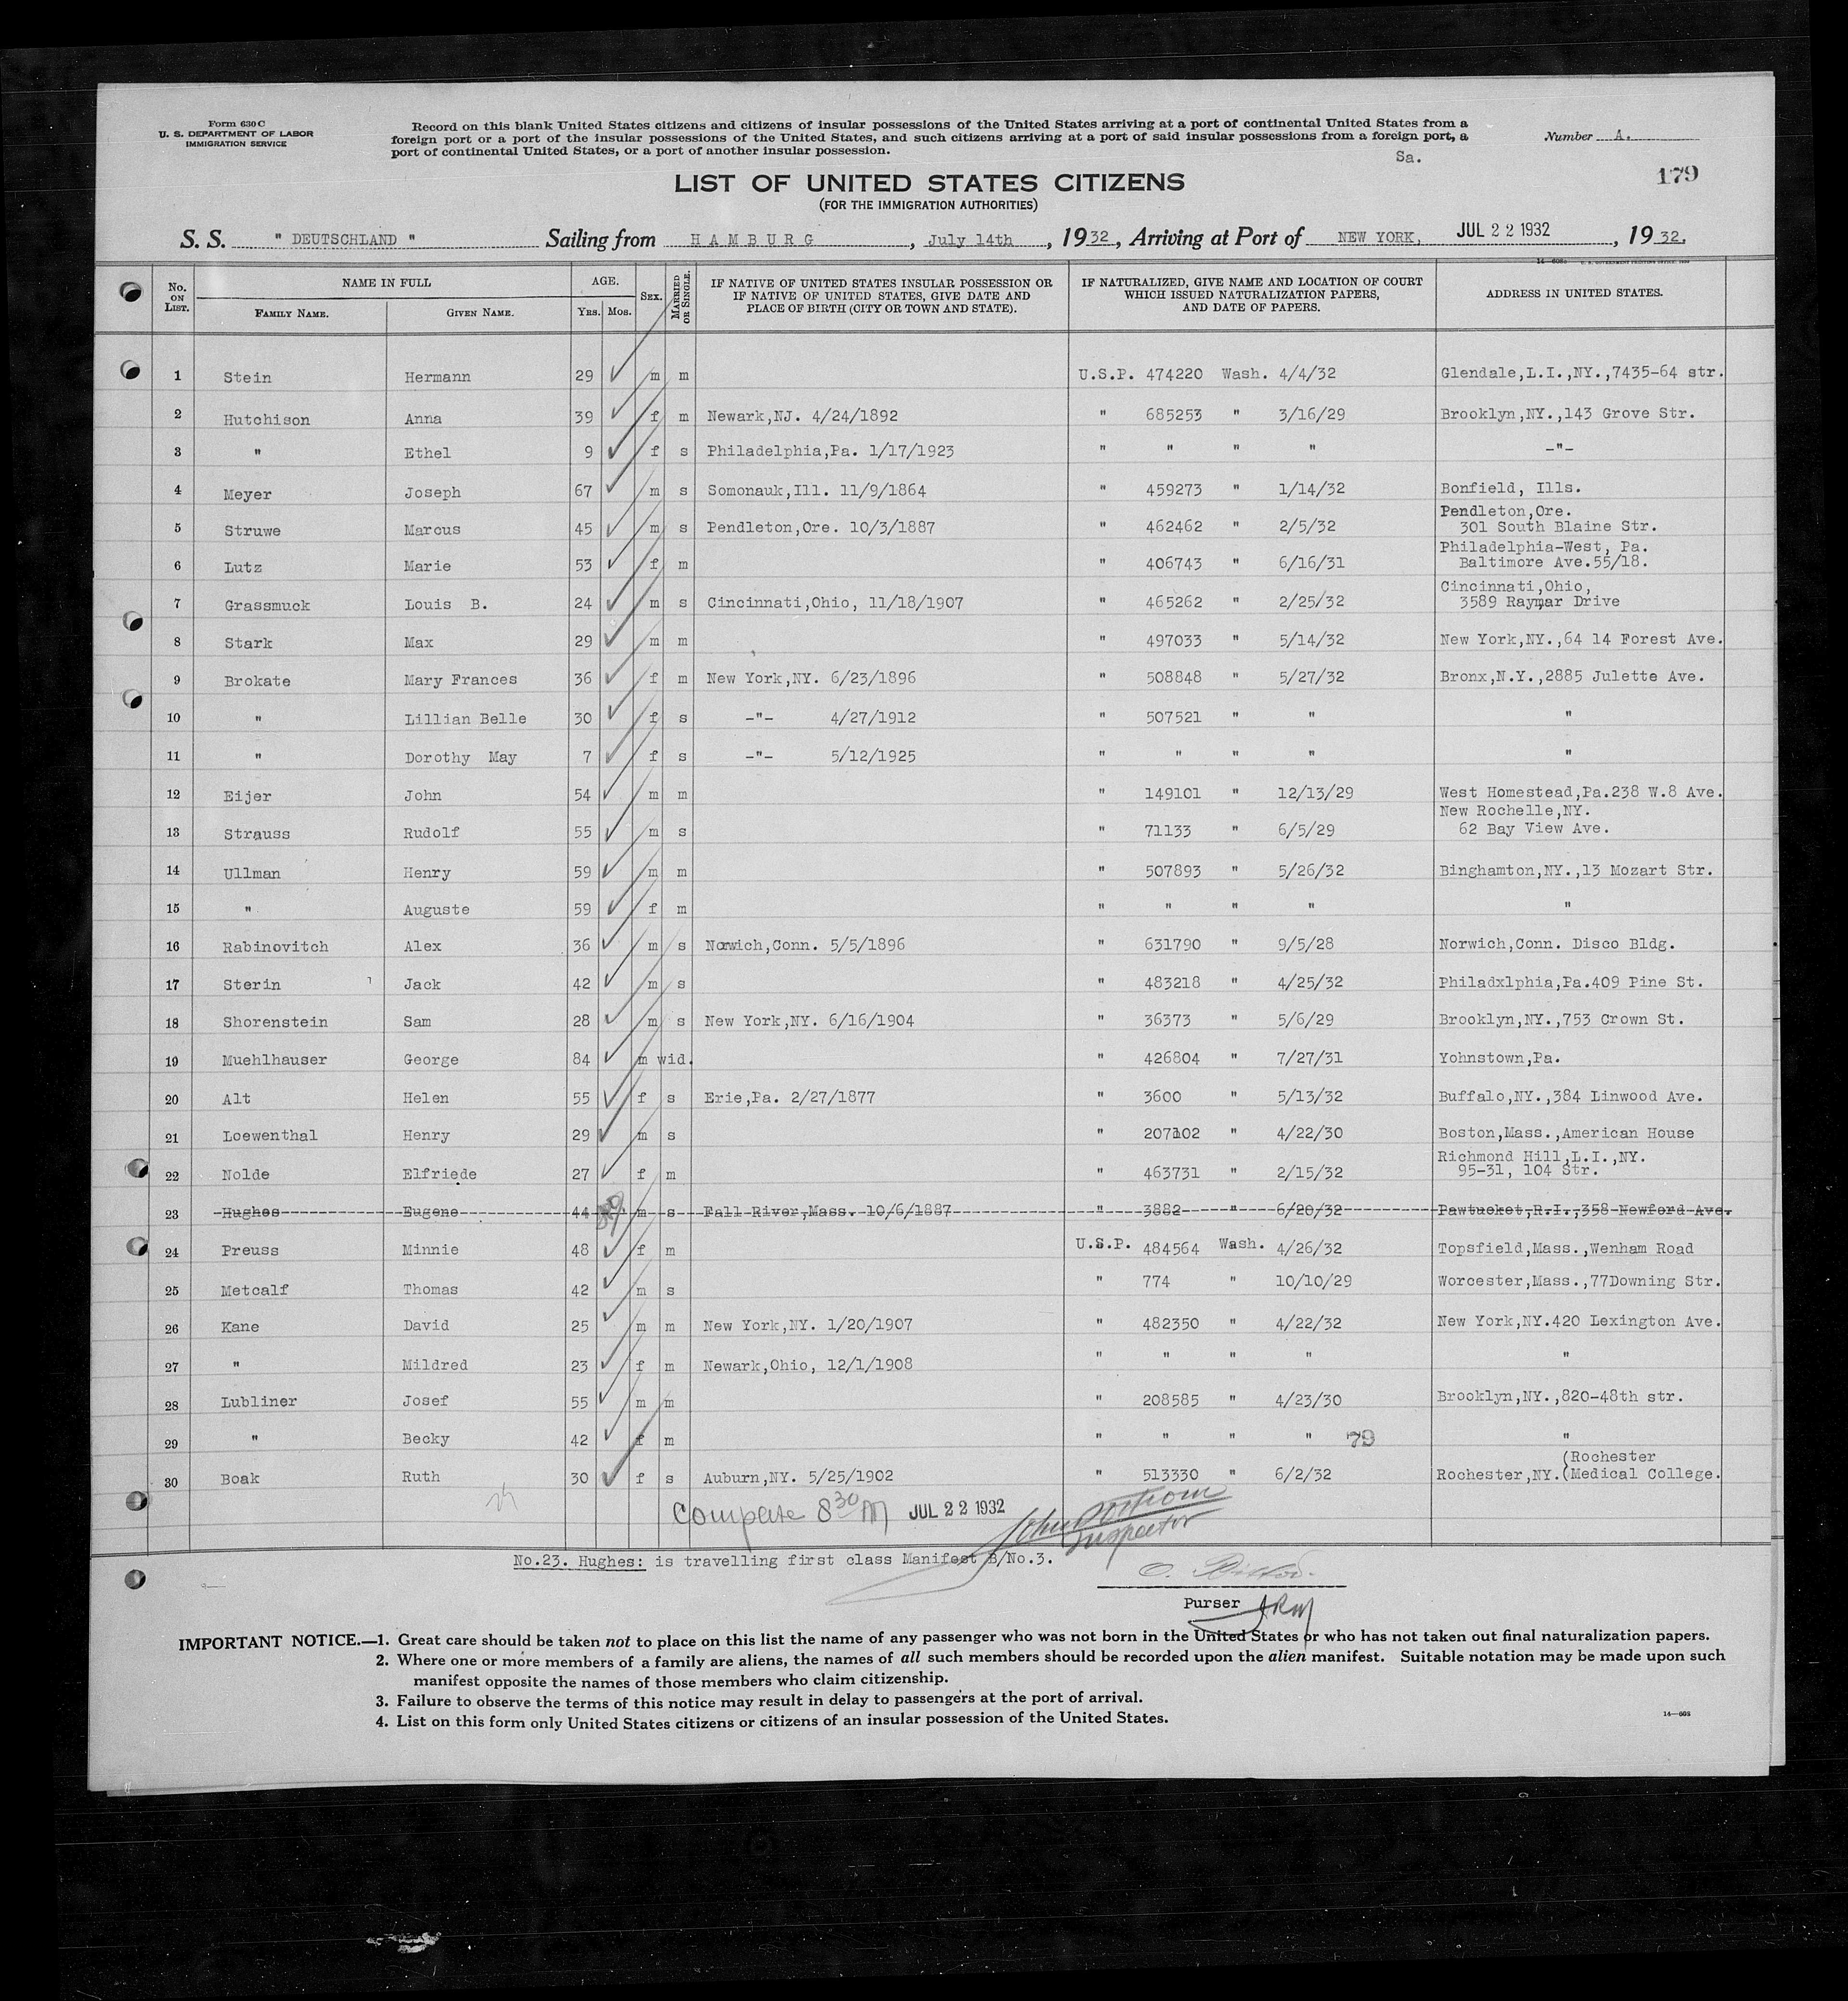 Form 630 C
U. S. DEPARTMENT OF LABOR
IMMIGRATION SERVICE
Record on this blank United States citizens and citizens of insular possessions of the United States arriving at a port of continental United States from a
foreign port or a port of the insular possessions of the United States, and such citizens arriving at a port of said insular possessions from a foreign port, a
port of continental United States, or a port of another insular possession.
Number A.
Sa.
179
LIST OF UNITED STATES CITIZENS
(FOR THE IMMIGRATION AUTHORITIES)
S. S. " DEUTSCHLAND " Sailing from HAMBURG, July 14th, 1932, Arriving at Port of NEW YORK, JUL 22 1932, 1932.
No. ON LIST. NAME IN FULL FAMILY NAME. GIVEN NAME. AGE. Yrs. Mos. SEX. MARRIED OR SINGLE. IF NATIVE OF UNITED STATES INSULAR POSSESSION OR IF NATIVE OF UNITED STATES, GIVE DATE AND PLACE OF BIRTH (CITY OR TOWN AND STATE). IF NATURALIZED, GIVE NAME AND LOCATION OF COURT WHICH ISSUED NATURALIZATION PAPERS, AND DATE OF PAPERS. ADDRESS IN UNITED STATES.
1 Stein Hermann 29 m m U.S.P. 474220 Wash. 4/4/32 Glendale,L.I.,NY.,7435-64 str.
2 Hutchison Anna 39 f m Newark,NJ. 4/24/1892 " 685253 " 3/16/29 Brooklyn,NY.,143 Grove Str.
3 " Ethel 9 f s Philadelphia,Pa. 1/17/1923 " " " " -"-
4 Meyer Joseph 67 m s Somonauk,Ill. 11/9/1864 " 459273 " 1/14/32 Bonfield, Ills.
5 Struwe Marcus 45 m s Pendleton,Ore. 10/3/1887 " 462462 " 2/5/32 Pendleton,Ore. 301 South Blaine Str.
6 Lutz Marie 53 f m " 406743 " 6/16/31 Philadelphia-West, Pa. Baltimore Ave.55/18.
7 Grassmuck Louis B. 24 m s Cincinnati,Ohio, 11/18/1907 " 465262 " 2/25/32 Cincinnati,Ohio, 3589 Raymar Drive
8 Stark Max 29 m m " 497033 " 5/14/32 New York,NY.,64 14 Forest Ave.
9 Brokate Mary Frances 36 f m New York,NY. 6/23/1896 " 508848 " 5/27/32 Bronx,N.Y.,2885 Julette Ave.
10 " Lillian Belle 30 f s -"- 4/27/1912 " 507521 " " "
11 " Dorothy May 7 f s -"- 5/12/1925 " " " " "
12 Eijer John 54 m m " 149101 " 12/13/29 West Homestead,Pa.238 W.8 Ave.
13 Strauss Rudolf 55 m s " 71133 " 6/5/29 New Rochelle,NY. 62 Bay View Ave.
14 Ullman Henry 59 m m " 507893 " 5/26/32 Binghamton,NY.,13 Mozart Str.
15 " Auguste 59 f m " " " " "
16 Rabinovitch Alex 36 m s Norwich,Conn. 5/5/1896 " 631790 " 9/5/28 Norwich,Conn. Disco Bldg.
17 Sterin Jack 42 m s " 483218 " 4/25/32 Philadxlphia,Pa.409 Pine St.
18 Shorenstein Sam 28 m s New York,NY. 6/16/1904 " 36373 " 5/6/29 Brooklyn,NY.,753 Crown St.
19 Muehlhauser George 84 m wid. " 426804 " 7/27/31 Yohnstown,Pa.
20 Alt Helen 55 f s Erie,Pa. 2/27/1877 " 3600 " 5/13/32 Buffalo,NY.,384 Linwood Ave.
21 Loewenthal Henry 29 m s " 207102 " 4/22/30 Boston,Mass.,American House
22 Nolde Elfriede 27 f m " 463731 " 2/15/32 Richmond Hill,L.I.,NY. 95-31, 104 Str.
23 Hughes Eugene 44 m s Fall River,Mass. 10/6/1887 " 3882 " 6/20/32 Pawtucket,R.I.,358 Newford Ave.
24 Preuss Minnie 48 f m U.S.P. 484564 Wash. 4/26/32 Topsfield,Mass.,Wenham Road
25 Metcalf Thomas 42 m s " 774 " 10/10/29 Worcester,Mass.,77Downing Str.
26 Kane David 25 m m New York,NY. 1/20/1907 " 482350 " 4/22/32 New York,NY.420 Lexington Ave.
27 " Mildred 23 f m Newark,Ohio, 12/1/1908 " " " " "
28 Lubliner Josef 55 m m " 208585 " 4/23/30 Brooklyn,NY.,820-48th str.
29 " Becky 42 f m " " " " 79 "
30 Boak Ruth 30 f s Auburn,NY. 5/25/1902 " 513330 " 6/2/32 Rochester,NY.(Rochester Medical College.
Complete 8 30 AM JUL 22 1932
Inspector
No.23. Hughes: is travelling first class Manifest B/No.3.
Purser
IMPORTANT NOTICE.—1. Great care should be taken not to place on this list the name of any passenger who was not born in the United States or who has not taken out final naturalization papers.
2. Where one or more members of a family are aliens, the names of all such members should be recorded upon the alien manifest. Suitable notation may be made upon such
manifest opposite the names of those members who claim citizenship.
3. Failure to observe the terms of this notice may result in delay to passengers at the port of arrival.
4. List on this form only United States citizens or citizens of an insular possession of the United States.